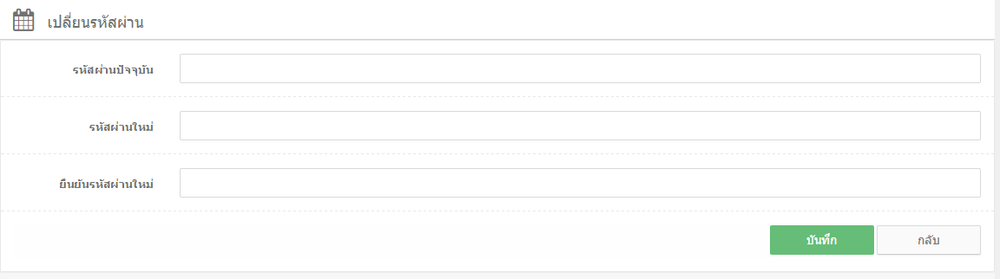 เปลี่ยนรหัสผ่าน
รหัสผ่านปัจจุบัน
รหัสผ่านใหม่
ยืนยันรหัสผ่านใหม่
บันทึก
กลับ